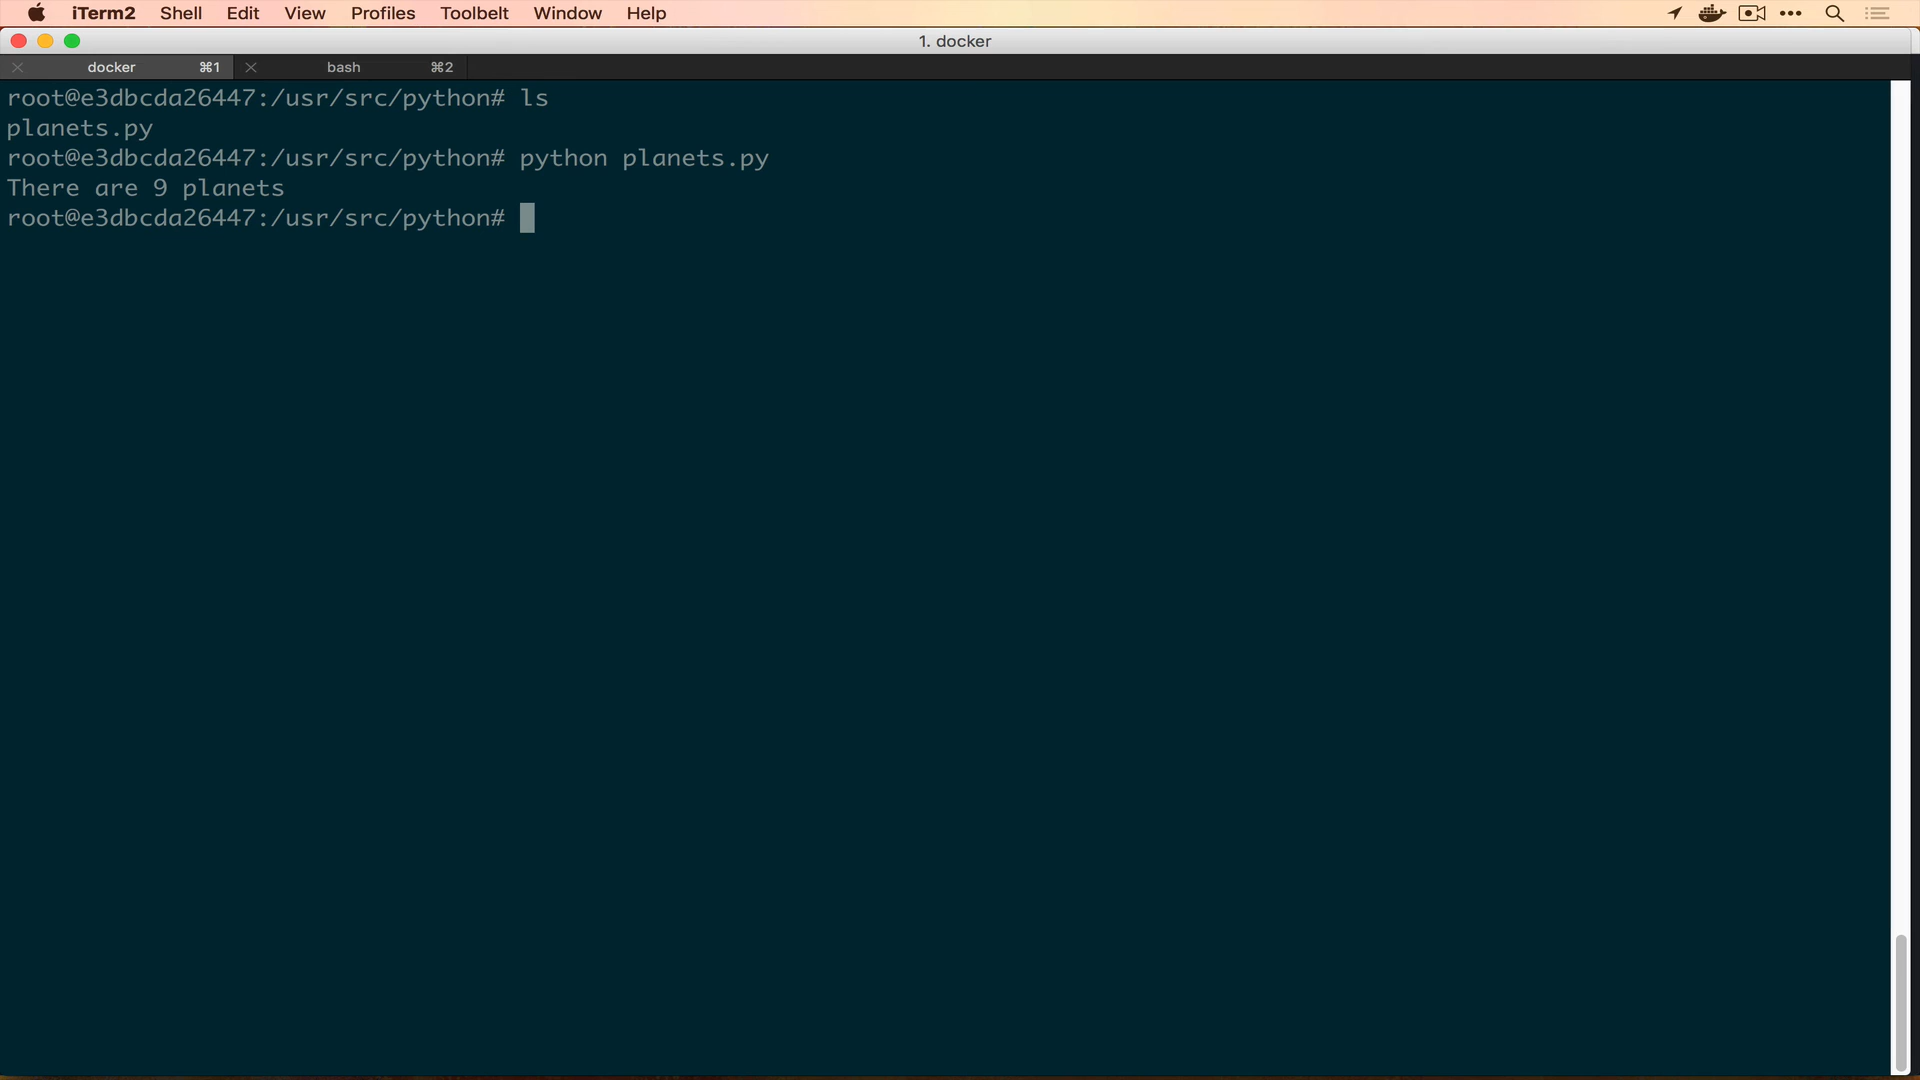 iTerm2 Shell Edit View Profiles Toolbelt Window Help
1. docker
docker ⌘1 bash ⌘2
root@e3dbcda26447:/usr/src/python# ls
planets.py
root@e3dbcda26447:/usr/src/python# python planets.py
There are 9 planets
root@e3dbcda26447:/usr/src/python#